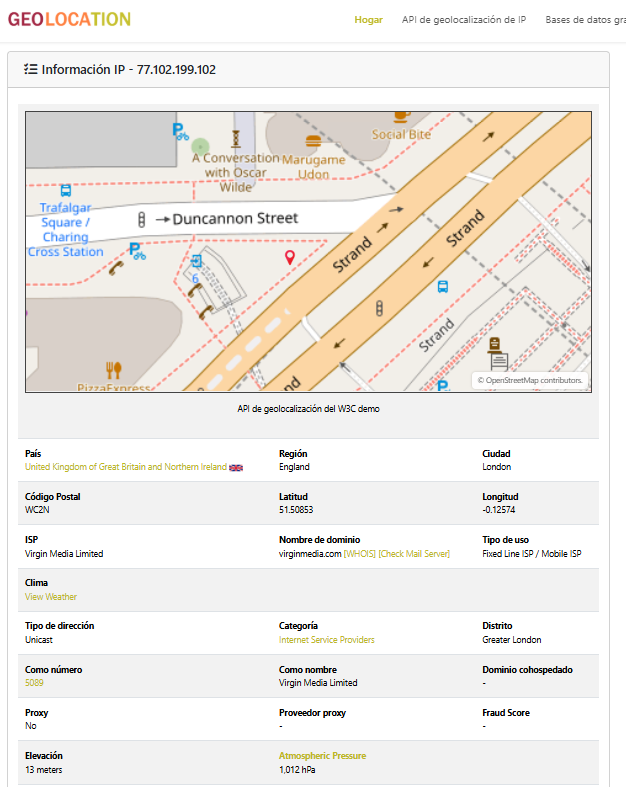 GEOLOCATION
Hogar API de geolocalización de IP Bases de datos gra
Información IP - 77.102.199.102
Social Bite
A Conversation
with Oscar
Wilde
Marugame
Udon
Trafalgar
Square /
Charing
Cross Station
Duncannon Street
Strand
Strand
6
Strand
PizzaExpress
nd
© OpenStreetMap contributors.
API de geolocalización del W3C demo
País Región Ciudad
United Kingdom of Great Britain and Northern Ireland England London
Código Postal Latitud Longitud
WC2N 51.50853 -0.12574
ISP Nombre de dominio Tipo de uso
Virgin Media Limited virginmedia.com [WHOIS] [Check Mail Server] Fixed Line ISP / Mobile ISP
Clima
View Weather
Tipo de dirección Categoría Distrito
Unicast Internet Service Providers Greater London
Como número Como nombre Dominio cohospedado
5089 Virgin Media Limited -
Proxy Proveedor proxy Fraud Score
No - -
Elevación Atmospheric Pressure
13 meters 1,012 hPa